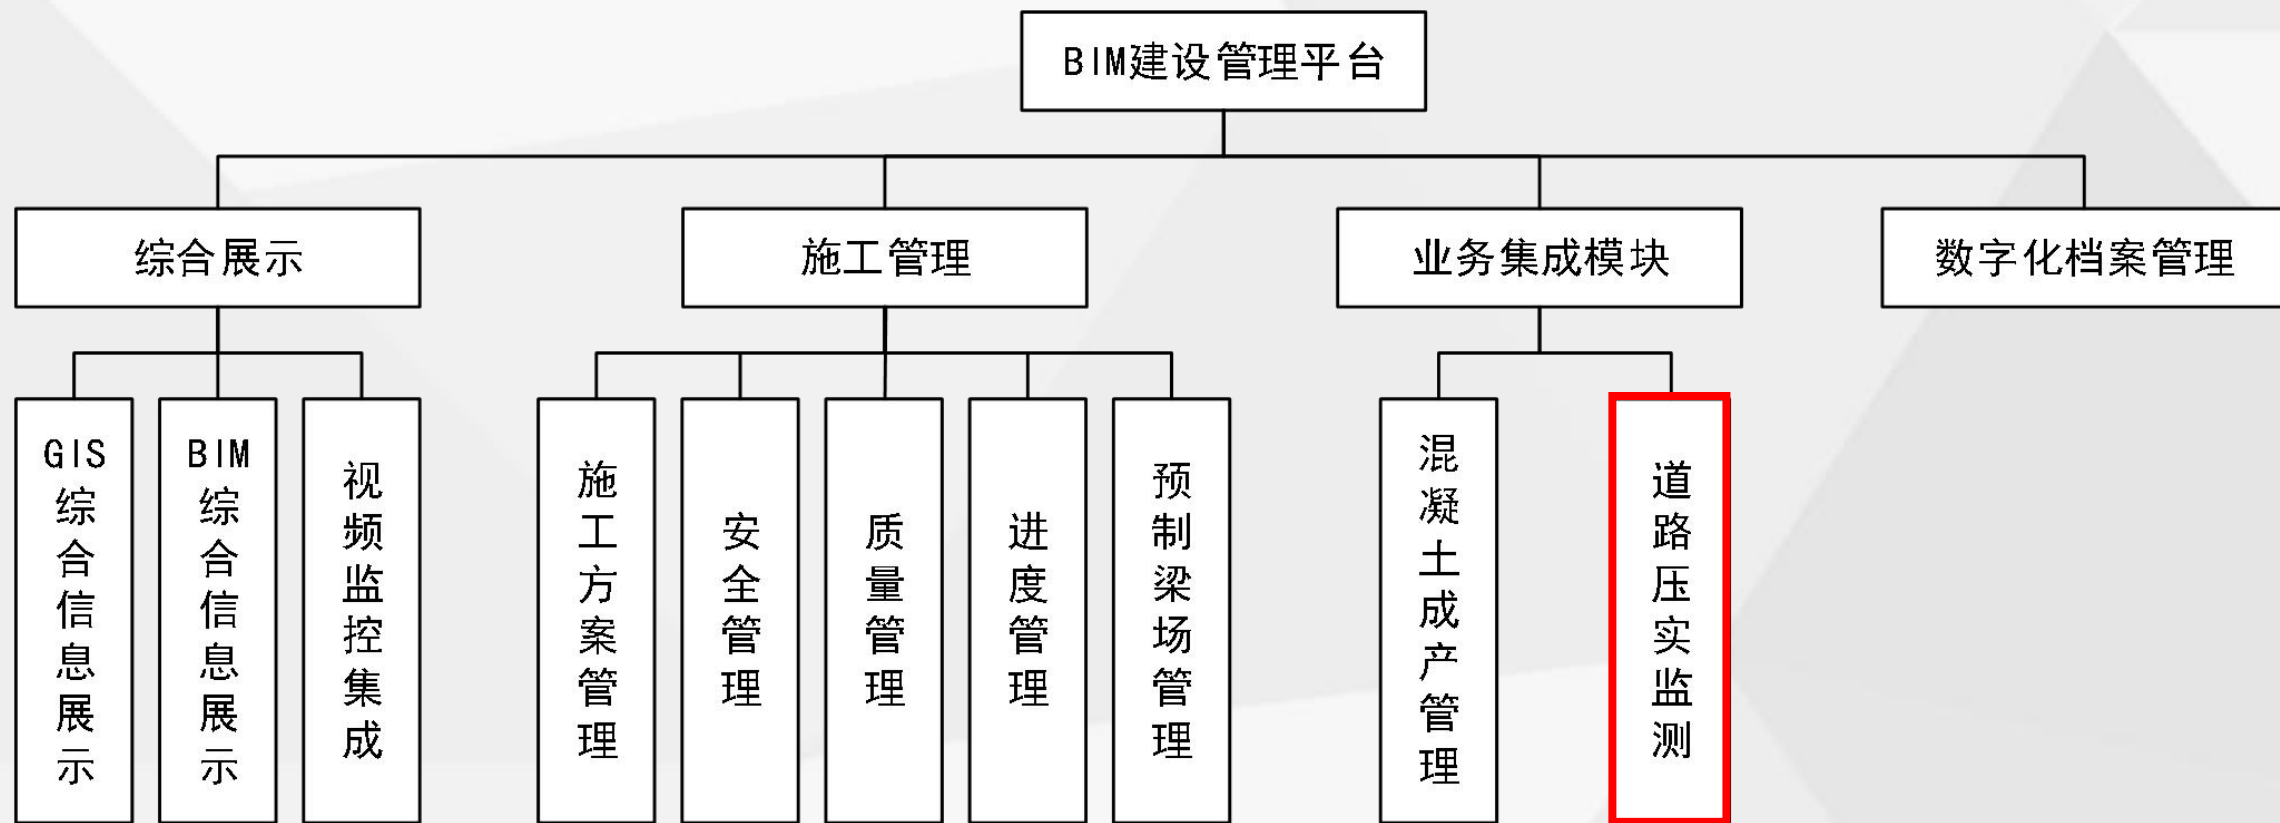 BIM建设管理平台
综合展示
施工管理
业务集成模块
数字化档案管理
GIS综合信息展示
BIM综合信息展示
视频监控集成
施工方案管理
安全管理
质量管理
进度管理
预制梁场管理
混凝土成产管理
道路压实监测